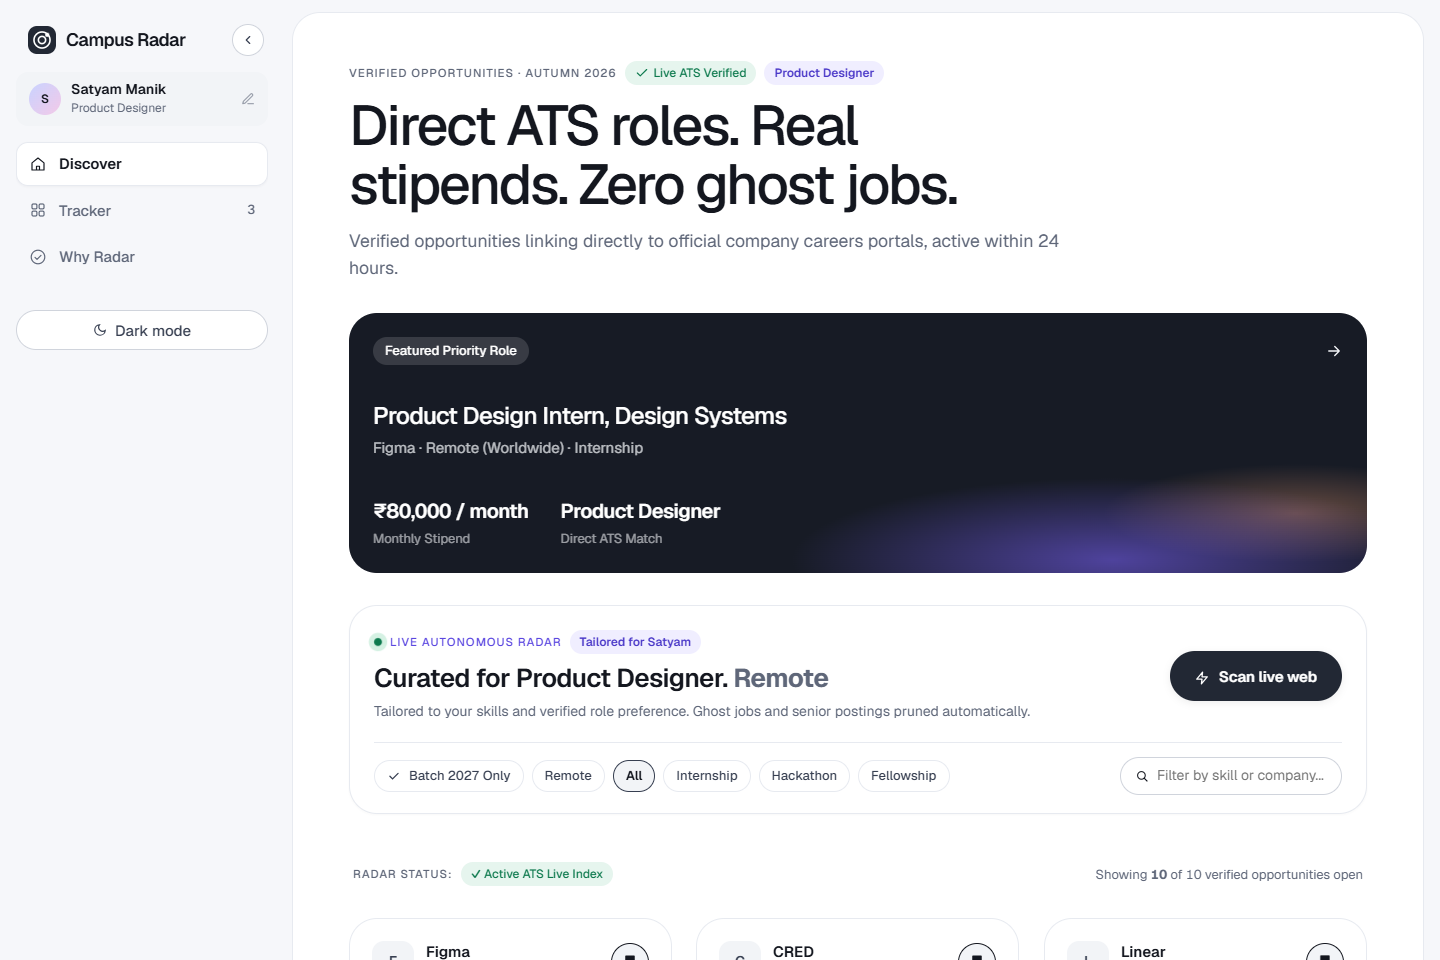 Campus Radar
S
Satyam Manik
Product Designer
Discover
Tracker 3
Why Radar
Dark mode
VERIFIED OPPORTUNITIES · AUTUMN 2026 Live ATS Verified Product Designer
Direct ATS roles. Real
stipends. Zero ghost jobs.
Verified opportunities linking directly to official company careers portals, active within 24
hours.
Featured Priority Role
Product Design Intern, Design Systems
Figma · Remote (Worldwide) · Internship
₹80,000 / month Product Designer
Monthly Stipend Direct ATS Match
LIVE AUTONOMOUS RADAR Tailored for Satyam
Curated for Product Designer. Remote
Scan live web
Tailored to your skills and verified role preference. Ghost jobs and senior postings pruned automatically.
Batch 2027 Only Remote All Internship Hackathon Fellowship Filter by skill or company...
RADAR STATUS: ✓ Active ATS Live Index Showing 10 of 10 verified opportunities open
Figma CRED Linear